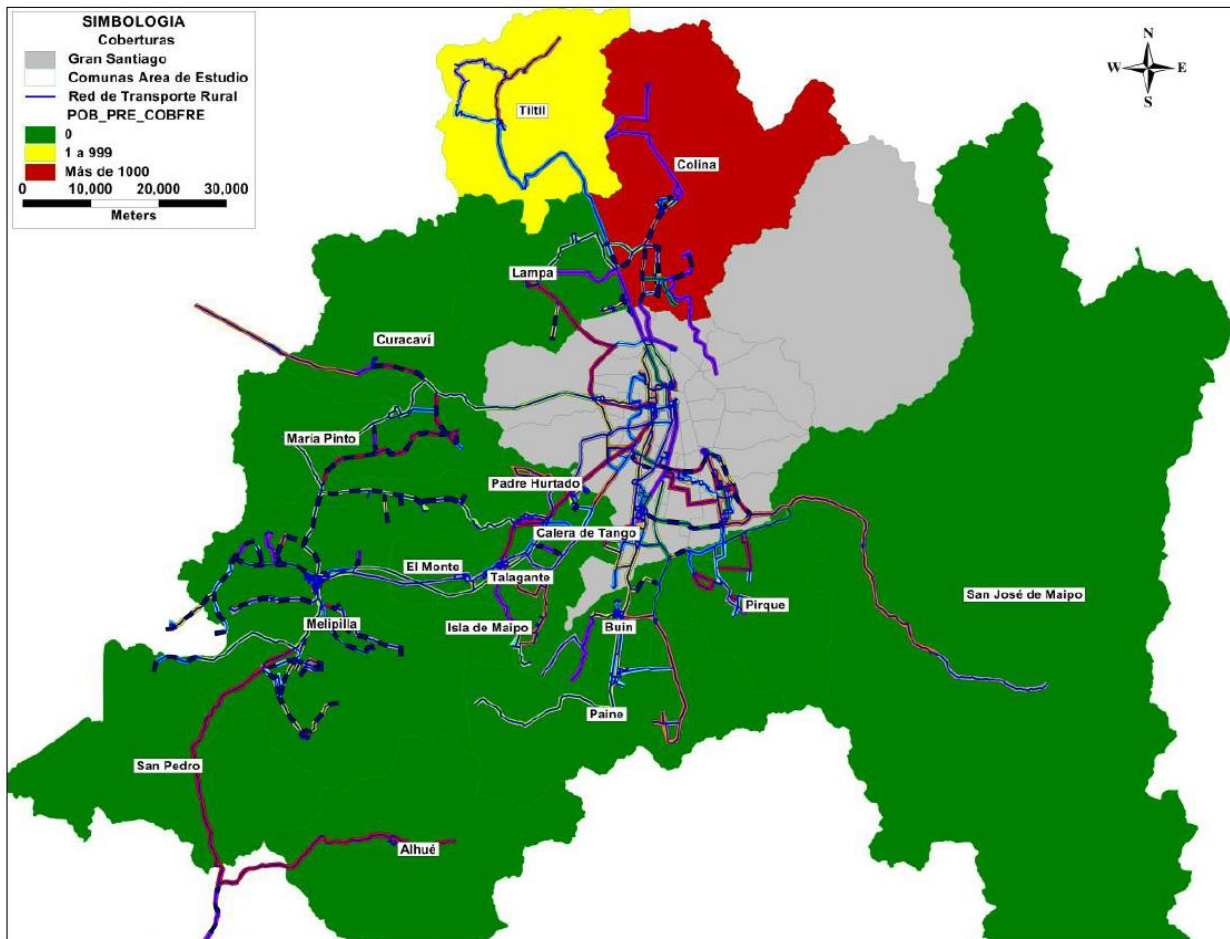 SIMBOLOGIA
Coberturas
Gran Santiago
Comunas Area de Estudio
Red de Transporte Rural
POB_PRE_COBFRE
0
1 a 999
Más de 1000
0 10,000 20,000 30,000
Meters
N
W E
S
Tiltil
Colina
Lampa
Curacaví
María Pinto
Padre Hurtado
Calera de Tango
El Monte
Talagante
San José de Maipo
Pirque
Melipilla
Isla de Maipo
Buin
Paine
San Pedro
Alhué